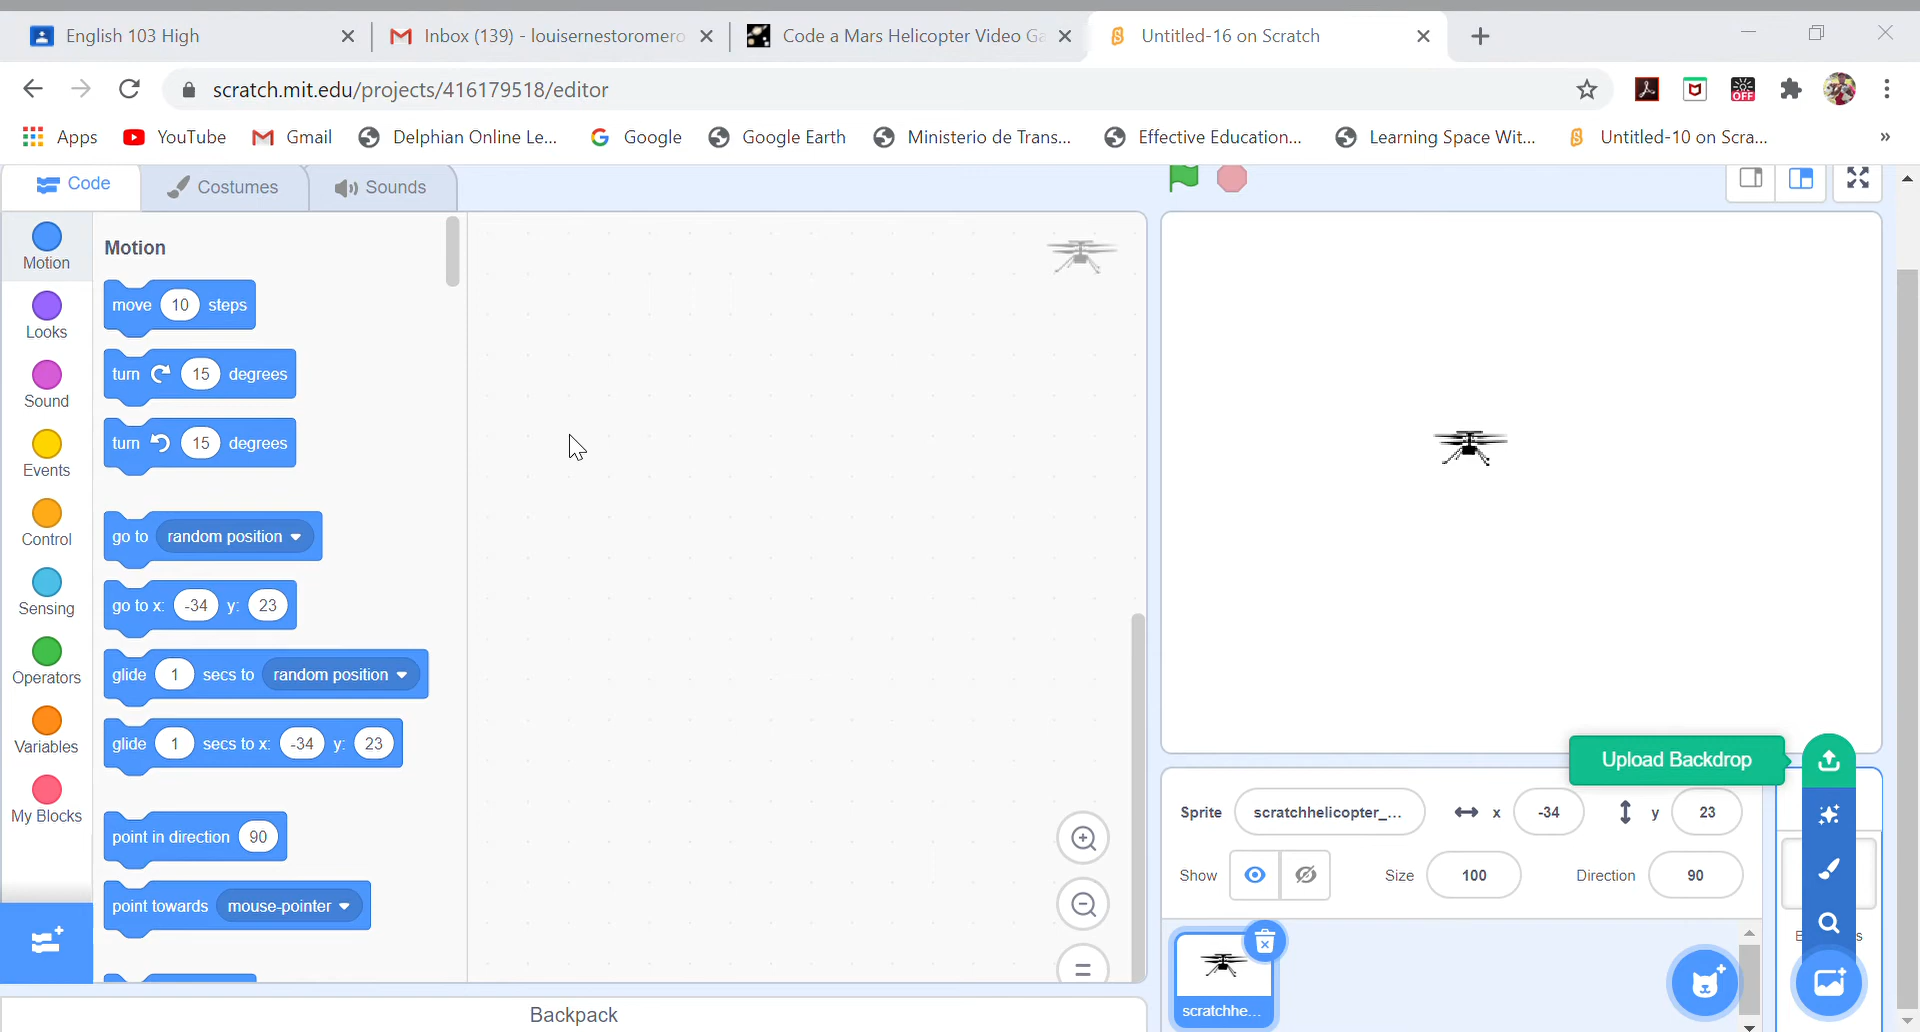 English 103 High
Inbox (139) - louisernestoromero
Code a Mars Helicopter Video Ga
Untitled-16 on Scratch
scratch.mit.edu/projects/416179518/editor
OFF
Apps
YouTube
Gmail
Delphian Online Le...
Google
Google Earth
Ministerio de Trans...
Effective Education...
Learning Space Wit...
Untitled-10 on Scra...
»
Code
Costumes
Sounds
Motion
Looks
Sound
Events
Control
Sensing
Operators
Variables
My Blocks
Motion
move 10 steps
turn 15 degrees
turn 15 degrees
go to random position
go to x: -34 y: 23
glide 1 secs to random position
glide 1 secs to x: -34 y: 23
point in direction 90
point towards mouse-pointer
Backpack
Upload Backdrop
Sprite scratchhelicopter_... x -34 y 23
Show Size 100 Direction 90
scratchhe...